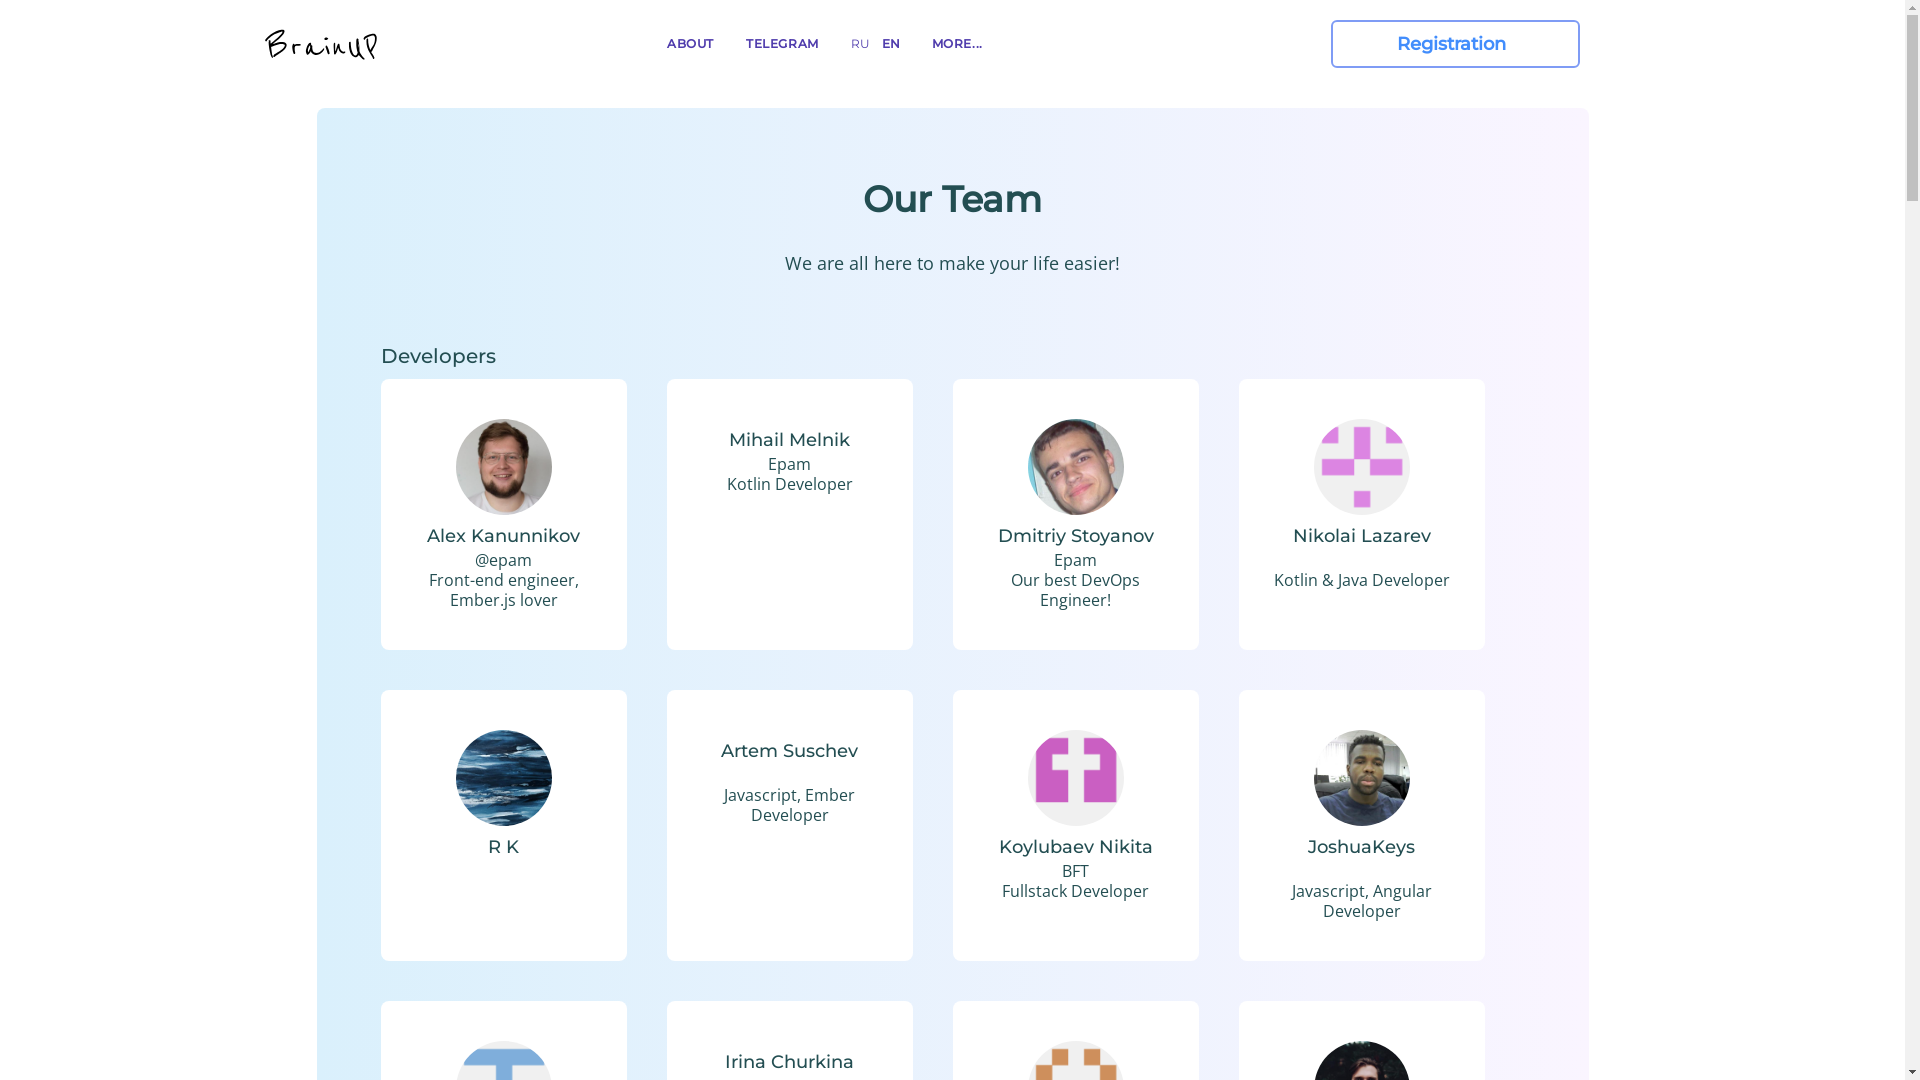 BrainUP
ABOUT
TELEGRAM
RU
EN
MORE...
Registration
Our Team
We are all here to make your life easier!
Developers
Alex Kanunnikov
@epam
Front-end engineer,
Ember.js lover
Mihail Melnik
Epam
Kotlin Developer
Dmitriy Stoyanov
Epam
Our best DevOps
Engineer!
Nikolai Lazarev
Kotlin & Java Developer
R K
Artem Suschev
Javascript, Ember
Developer
Koylubaev Nikita
BFT
Fullstack Developer
JoshuaKeys
Javascript, Angular
Developer
Irina Churkina